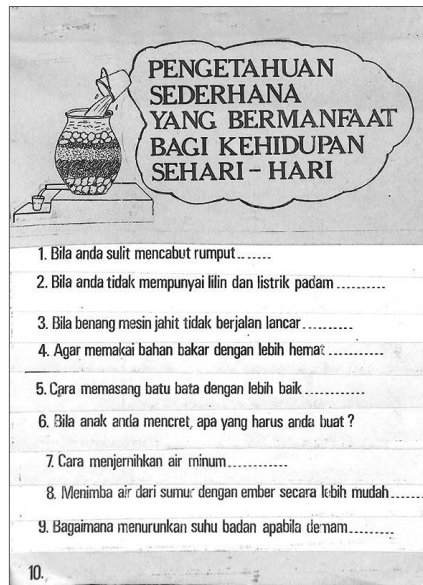 PENGETAHUAN
SEDERHANA
YANG BERMANFAAT
BAGI KEHIDUPAN
SEHARI - HARI
1. Bila anda sulit mencabut rumput.......
2. Bila anda tidak mempunyai lilin dan listrik padam ..........
3. Bila benang mesin jahit tidak berjalan lancar ..........
4. Agar memakai bahan bakar dengan lebih hemat ...........
5. Cara memasang batu bata dengan lebih baik ............
6. Bila anak anda mencret, apa yang harus anda buat ?
7. Cara menjernihkan air minum ............
8. Menimba air dari sumur dengan ember secara lebih mudah ......
9. Bagaimana menurunkan suhu badan apabila demam .........
10.